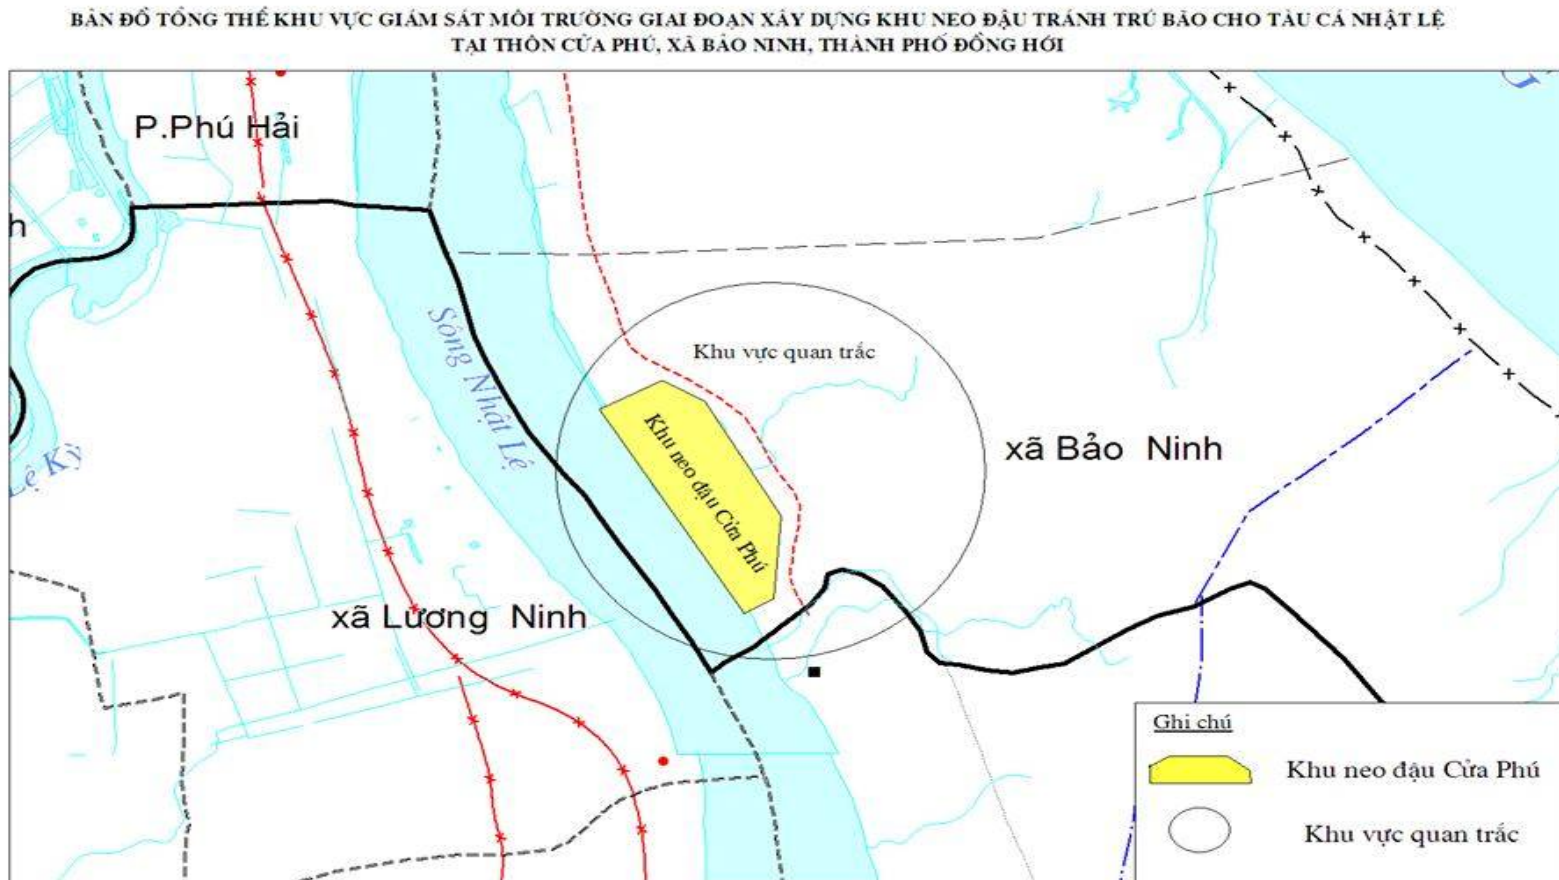 BẢN ĐỒ TỔNG THỂ KHU VỰC GIÁM SÁT MÔI TRƯỜNG GIAI ĐOẠN XÂY DỰNG KHU NEO ĐẬU TRÁNH TRÚ BÃO CHO TÀU CÁ NHẬT LỆ
TẠI THÔN CỬA PHÚ, XÃ BẢO NINH, THÀNH PHỐ ĐỒNG HỚI
P.Phú Hải
h
Sông Nhật Lệ
Khu vực quan trắc
Khu neo đậu Cửa Phú
xã Bảo Ninh
Lệ Kỳ
xã Lương Ninh
Ghi chú
Khu neo đậu Cửa Phú
Khu vực quan trắc